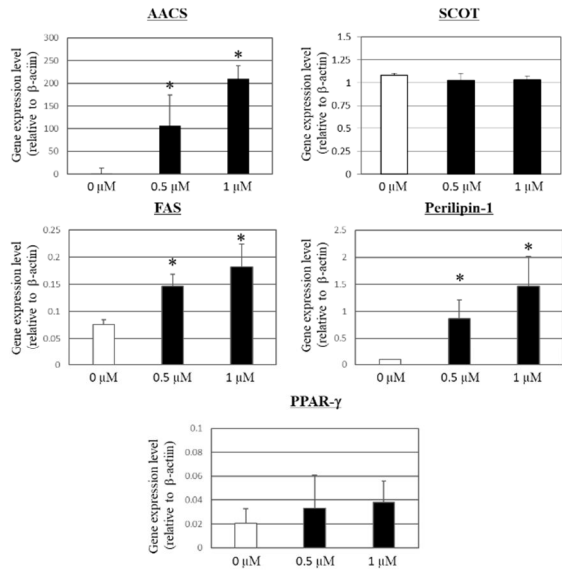 AACS
Gene expression level
(relative to β-actiin)
300
250
200
150
100
50
0
*
*
0 μM
0.5 μM
1 μM
SCOT
Gene expression level
(relative to β-actin)
1.5
1.25
1
0.75
0.5
0.25
0
0 μM
0.5 μM
1 μM
FAS
Gene expression level
(relative to β-actin)
0.25
0.2
0.15
0.1
0.05
0
*
*
0 μM
0.5 μM
1 μM
Perilipin-1
Gene expression level
(relative to β-actin)
2.5
2
1.5
1
0.5
0
*
*
0 μM
0.5 μM
1 μM
PPAR-γ
Gene expression level
(relative to β-actiin)
0.1
0.08
0.06
0.04
0.02
0
0 μM
0.5 μM
1 μM